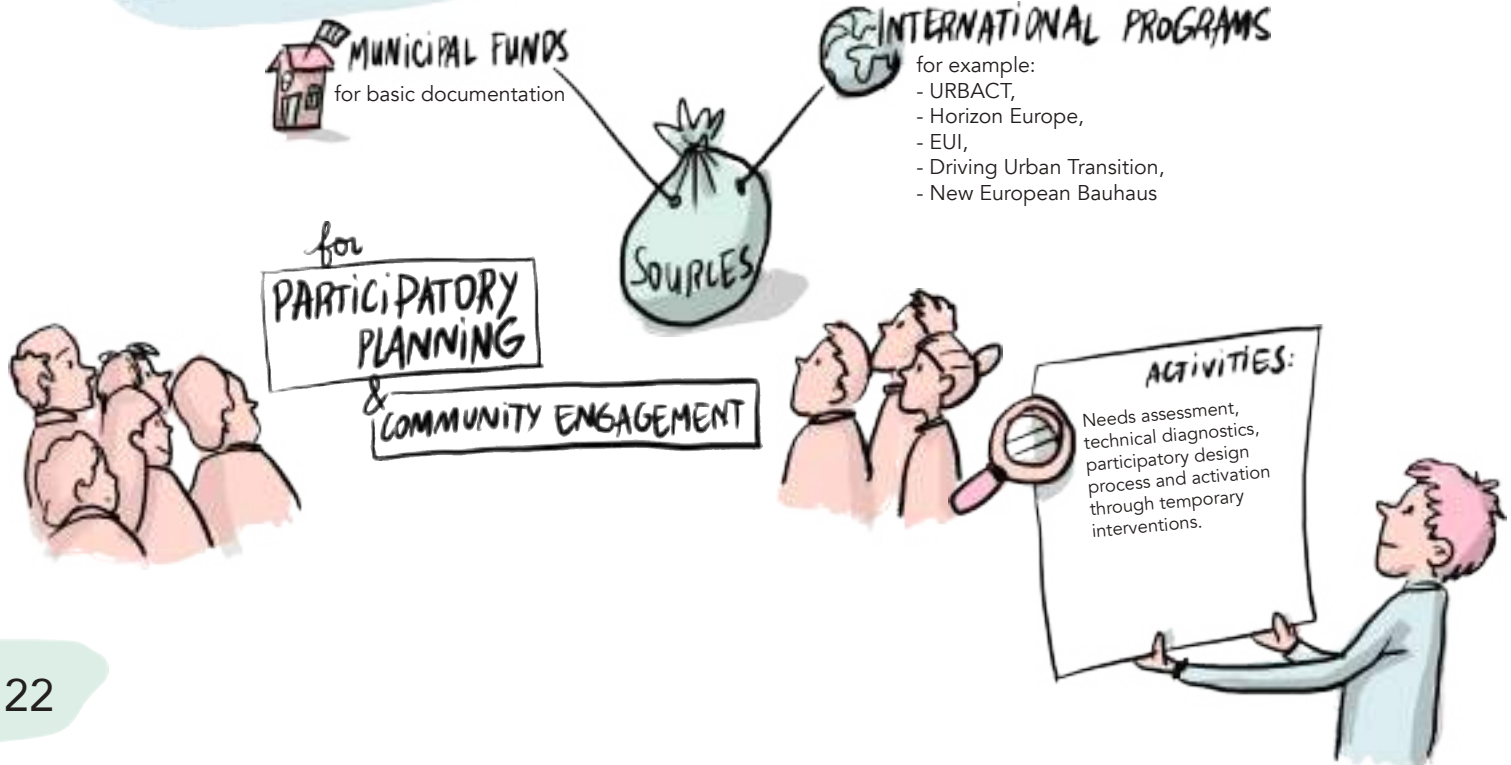 MUNICIPAL FUNDS
for basic documentation
INTERNATIONAL PROGRAMS
for example:
- URBACT,
- Horizon Europe,
- EUI,
- Driving Urban Transition,
- New European Bauhaus
SOURCES
for
PARTICIPATORY
PLANNING
&
COMMUNITY ENGAGEMENT
ACTIVITIES:
Needs assessment,
technical diagnostics,
participatory design
process and activation
through temporary
interventions.
22